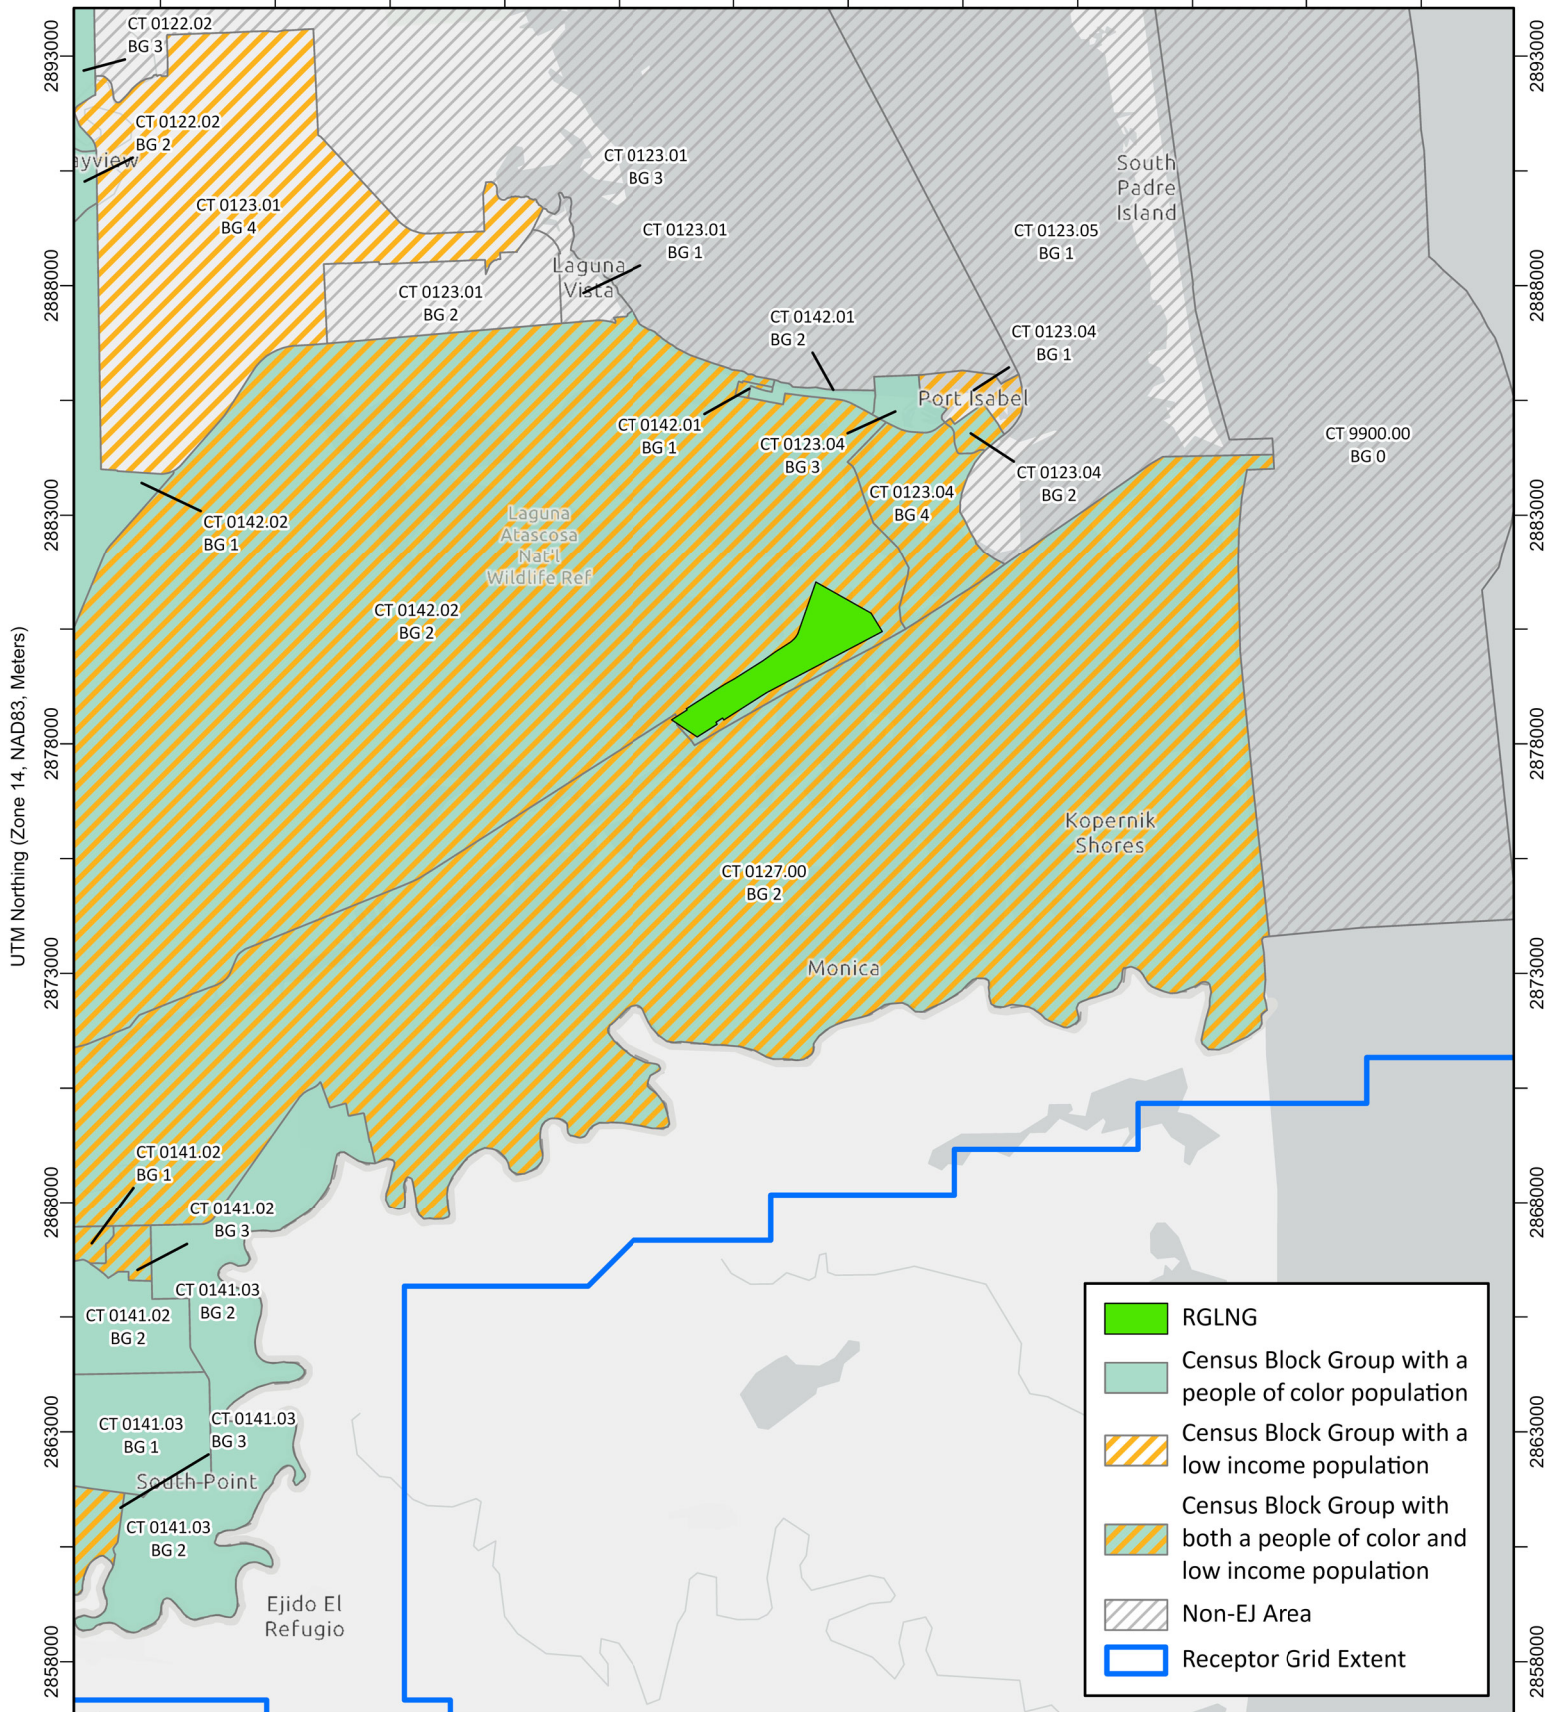 CT 0122.02
BG 3
CT 0122.02
BG 2
ayview
CT 0123.01
BG 4
CT 0123.01
BG 3
South
Padre
Island
CT 0123.01
BG 1
CT 0123.05
BG 1
Laguna
Vista
CT 0123.01
BG 2
CT 0142.01
BG 2
CT 0123.04
BG 1
Port Isabel
CT 0142.01
BG 1
CT 0123.04
BG 3
CT 9900.00
BG 0
CT 0123.04
BG 2
CT 0123.04
BG 4
CT 0142.02
BG 1
Laguna
Atascosa
Nat'l
Wildlife Ref
CT 0142.02
BG 2
Kopernik
Shores
CT 0127.00
BG 2
Monica
CT 0141.02
BG 1
CT 0141.02
BG 3
CT 0141.03
BG 2
CT 0141.02
BG 2
CT 0141.03
BG 1
CT 0141.03
BG 3
South Point
CT 0141.03
BG 2
Ejido El
Refugio
UTM Northing (Zone 14, NAD83, Meters)
2893000
2888000
2883000
2878000
2873000
2868000
2863000
2858000
2893000
2888000
2883000
2878000
2873000
2868000
2863000
2858000
RGLNG
Census Block Group with a
people of color population
Census Block Group with a
low income population
Census Block Group with
both a people of color and
low income population
Non-EJ Area
Receptor Grid Extent